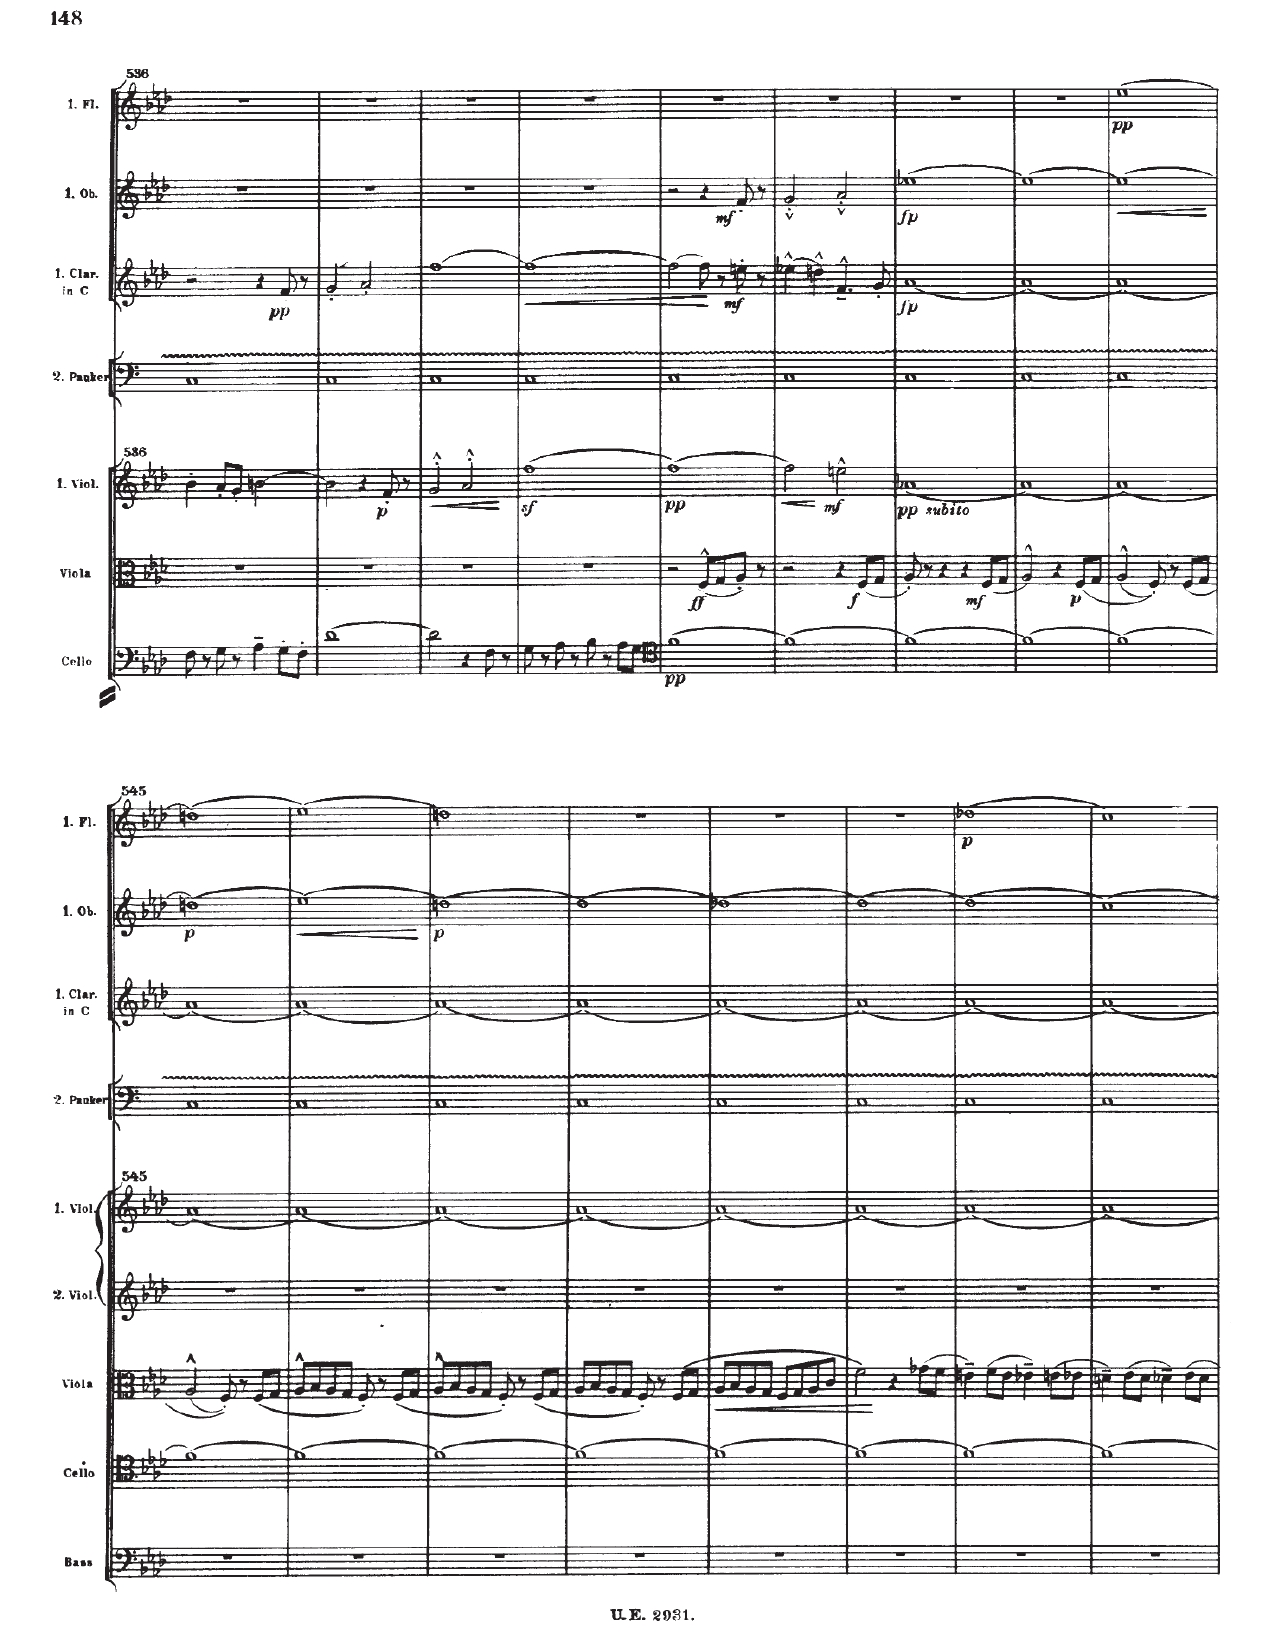 148
536
1. Fl.
pp
1. Ob.
mf
fp
1. Clar.
in C
pp
mf
fp
2. Pauker
536
1. Viol.
p
sf
pp
mf
pp subito
Viola
ff
f
mf
p
Cello
pp
545
1. Fl.
p
1. Ob.
p
p
1. Clar.
in C
2. Pauker
545
1. Viol.
2. Viol.
Viola
Cello
Bass
U.E. 2931.